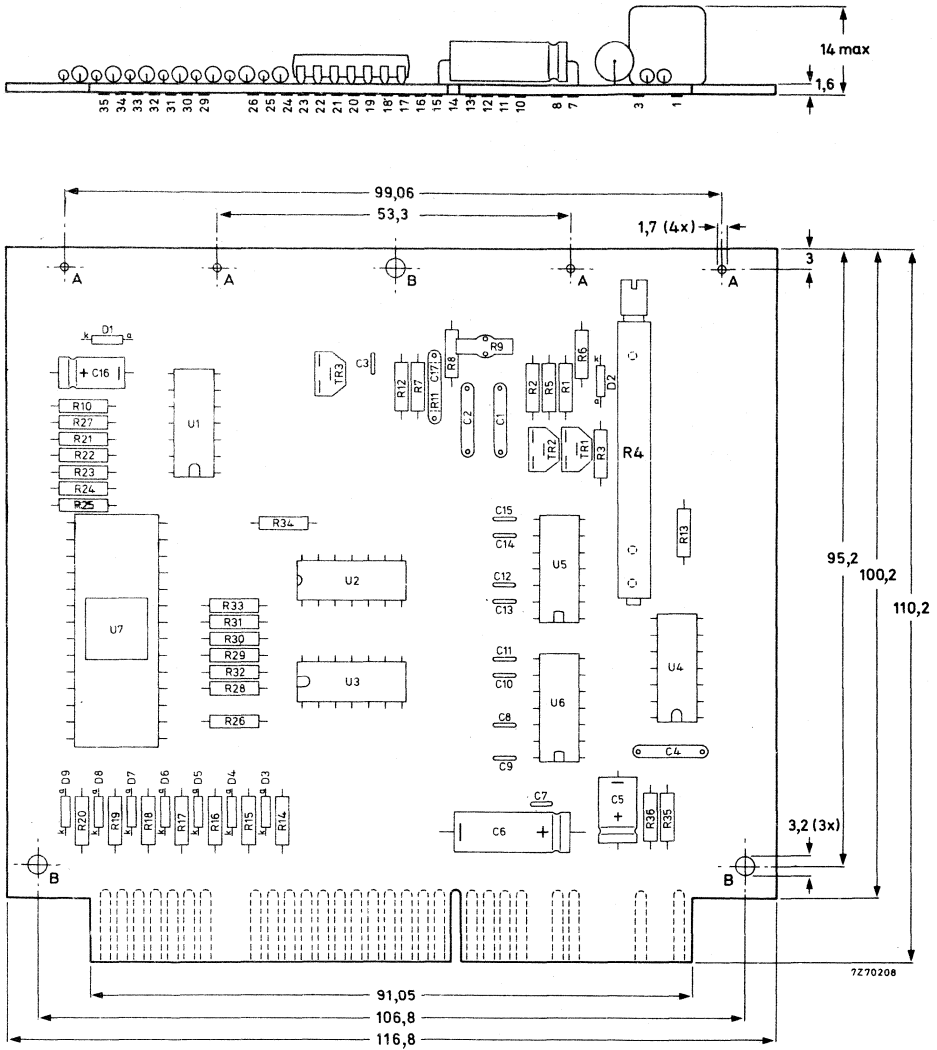 14 max
1,6
35 34 33 32 31 30 29 26 25 24 23 22 21 20 19 18 17 16 15 14 13 12 11 10 8 7 3 1
99,06
53,3
1,7 (4x)
3
A A B A A
D1
k a
+ C16
R10
R27
R21
R22
R23
R24
R25
U1
TR3
C3
R12
R7
R11
C17
R8
R9
C2
C1
R2
R5
R1
R6
k
D2
a
TR2
TR1
R3
R4
R13
R34
C15
C14
C12
C13
U5
U2
U7
R33
R31
R30
R29
R32
R28
R26
U3
C11
C10
C8
C9
U6
U4
C4
95,2
100,2
110,2
a D9 a D8 a D7 a D6 a D5 a D4 a D3
k R20 k R19 k R18 k R17 k R16 k R15 k R14
C7
C6 +
C5
+
R36
R35
3,2 (3x)
B
B
7Z70208
91,05
106,8
116,8